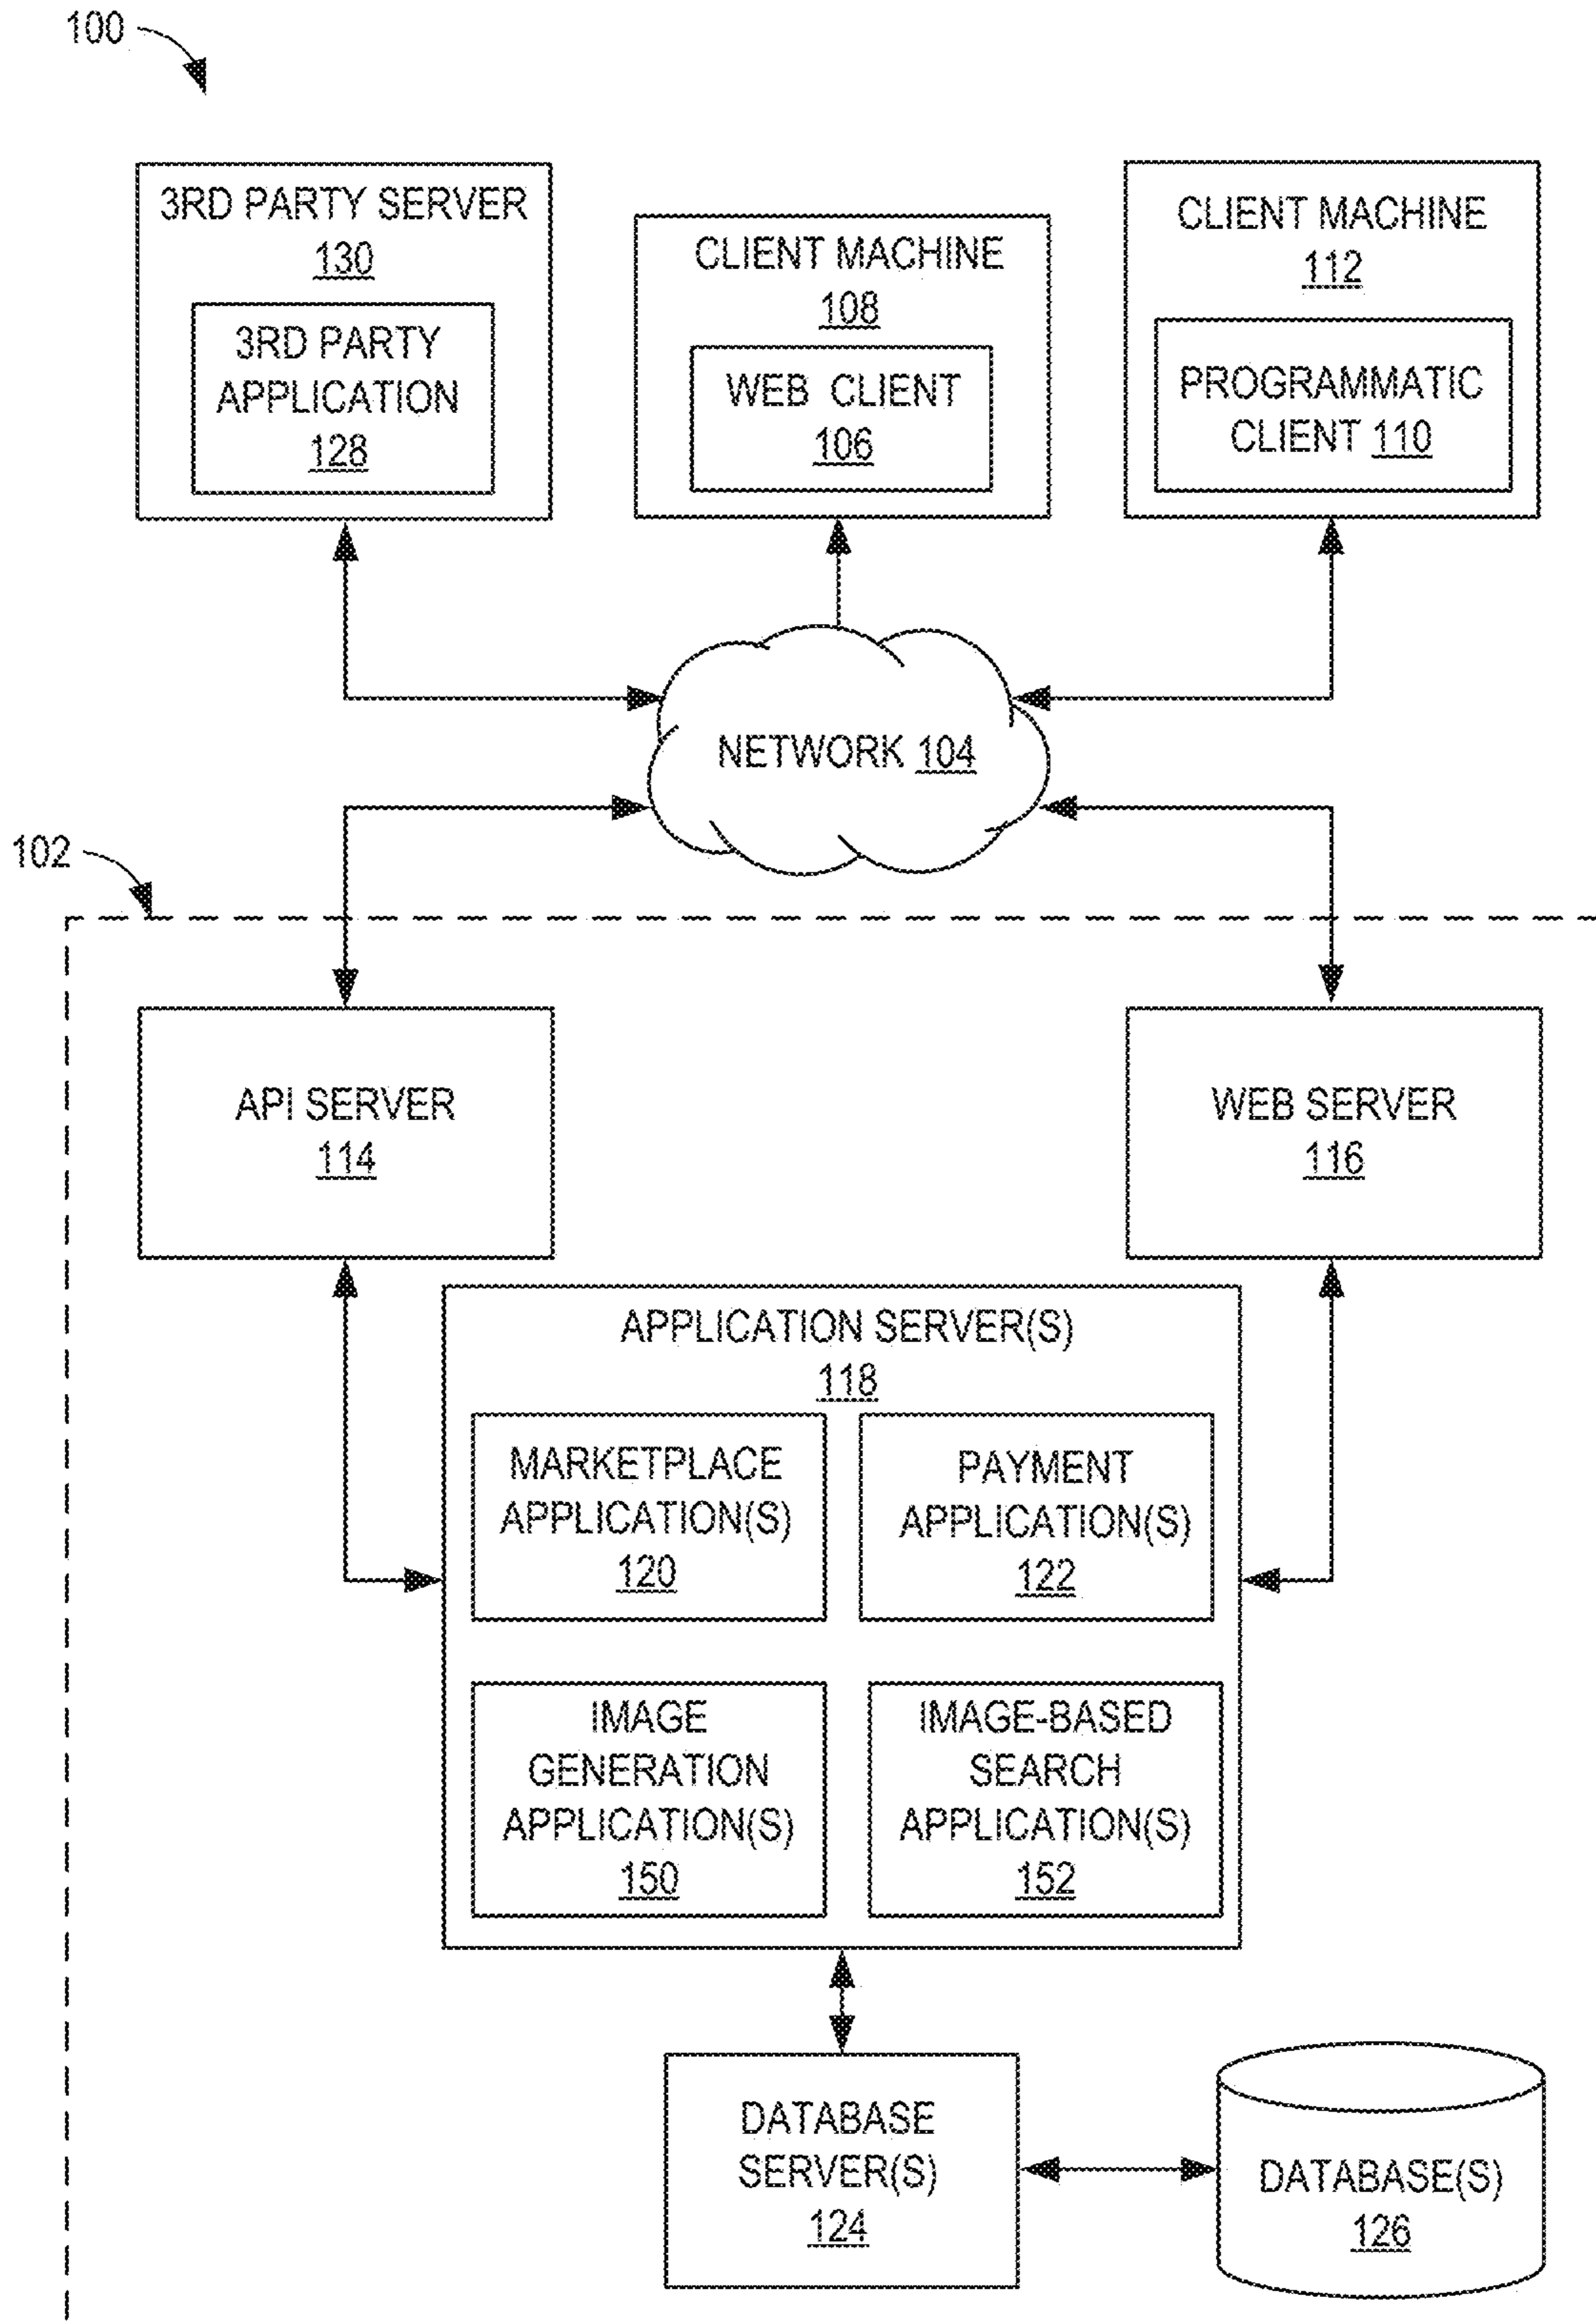 100
3RD PARTY SERVER
130
3RD PARTY
APPLICATION
128
CLIENT MACHINE
108
WEB CLIENT
106
CLIENT MACHINE
112
PROGRAMMATIC
CLIENT 110
NETWORK 104
102
API SERVER
114
WEB SERVER
116
APPLICATION SERVER(S)
118
MARKETPLACE
APPLICATION(S)
120
PAYMENT
APPLICATION(S)
122
IMAGE
GENERATION
APPLICATION(S)
150
IMAGE-BASED
SEARCH
APPLICATION(S)
152
DATABASE
SERVER(S)
124
DATABASE(S)
126